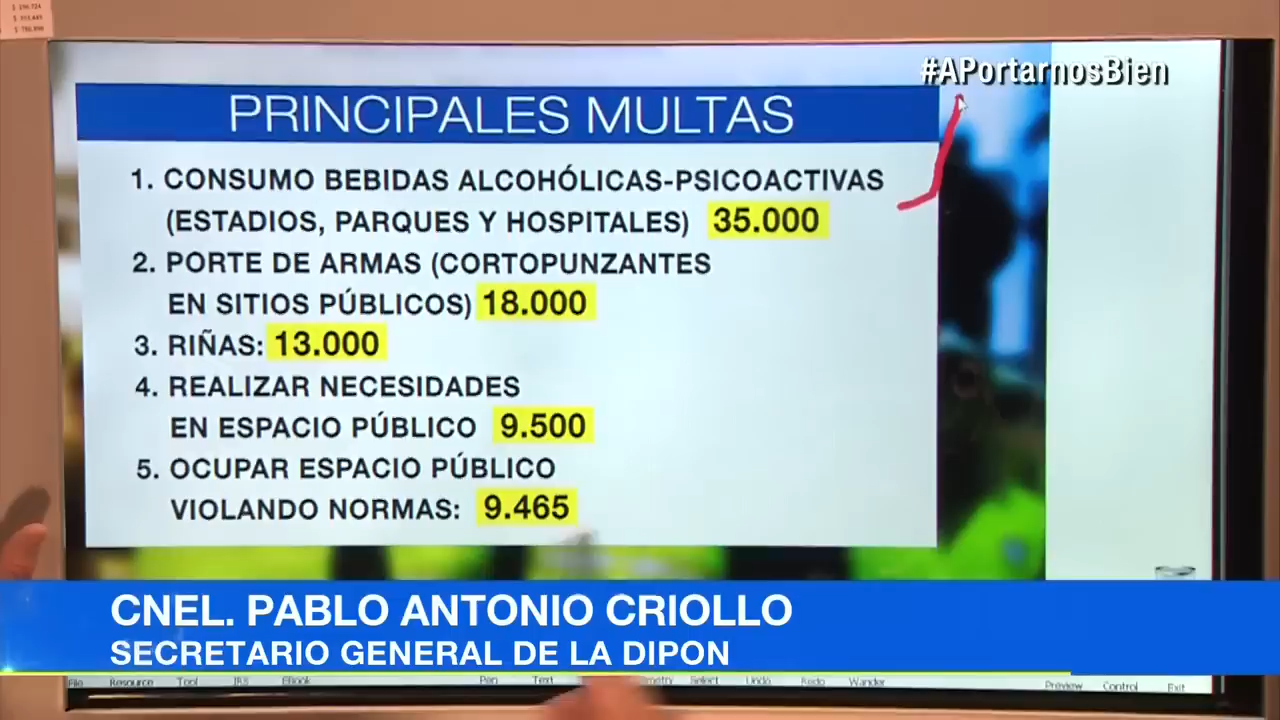 #APortarnosBien
PRINCIPALES MULTAS
1. CONSUMO BEBIDAS ALCOHÓLICAS-PSICOACTIVAS
(ESTADIOS, PARQUES Y HOSPITALES) 35.000
2. PORTE DE ARMAS (CORTOPUNZANTES
EN SITIOS PÚBLICOS) 18.000
3. RIÑAS: 13.000
4. REALIZAR NECESIDADES
EN ESPACIO PÚBLICO 9.500
5. OCUPAR ESPACIO PÚBLICO
VIOLANDO NORMAS: 9.465
CNEL. PABLO ANTONIO CRIOLLO
SECRETARIO GENERAL DE LA DIPON
File Resource Tool IRS EBook Pen Text Select Undo Redo Wander Preview Control Exit